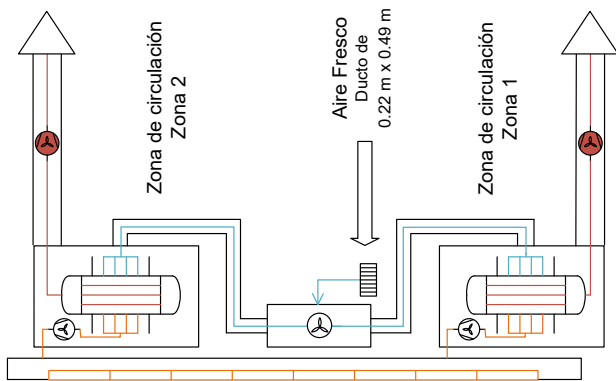 Zona de circulación
Zona 2
Aire Fresco
Ducto de
0.22 m x 0.49 m
Zona de circulación
Zona 1